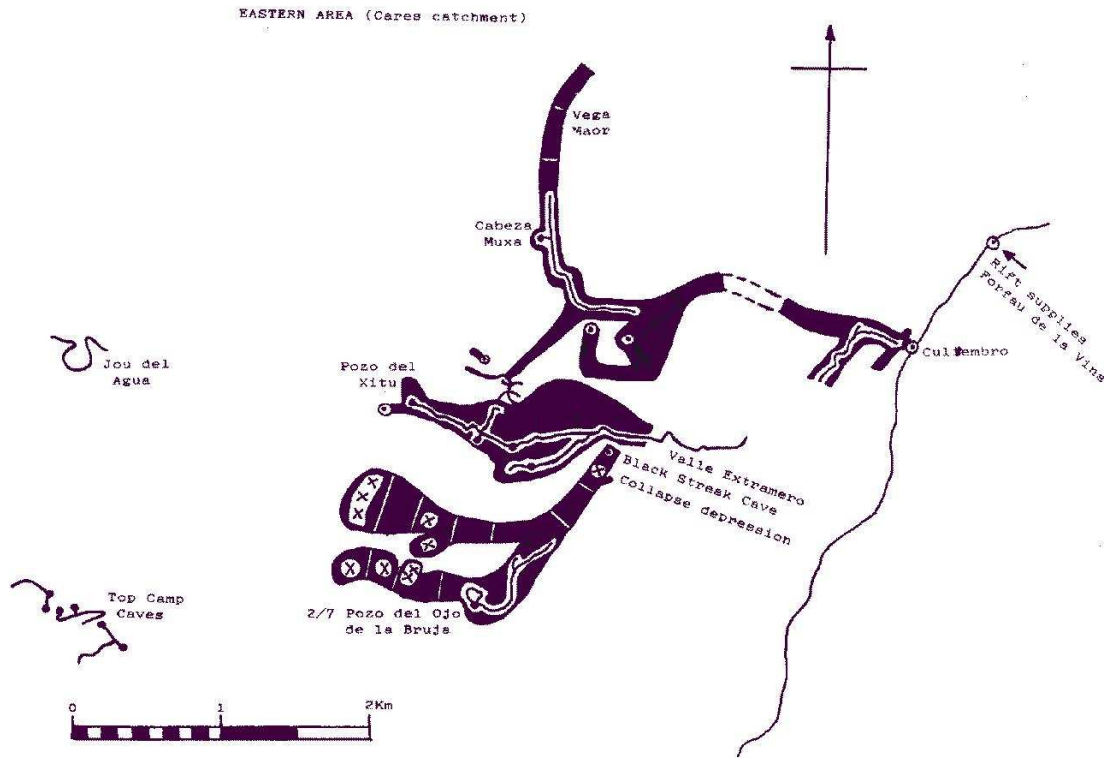 EASTERN AREA (Cares catchment)
Vega
Maor
Cabeza
Muxa
Rift supplies
Forfau de la Vina
Culiembro
Jou del
Agua
Pozo del
Xitu
Valle Extramero
Black Streak Cave
Collapse depression
Top Camp
Caves
2/7 Pozo del Ojo
de la Bruja
0 1 2Km